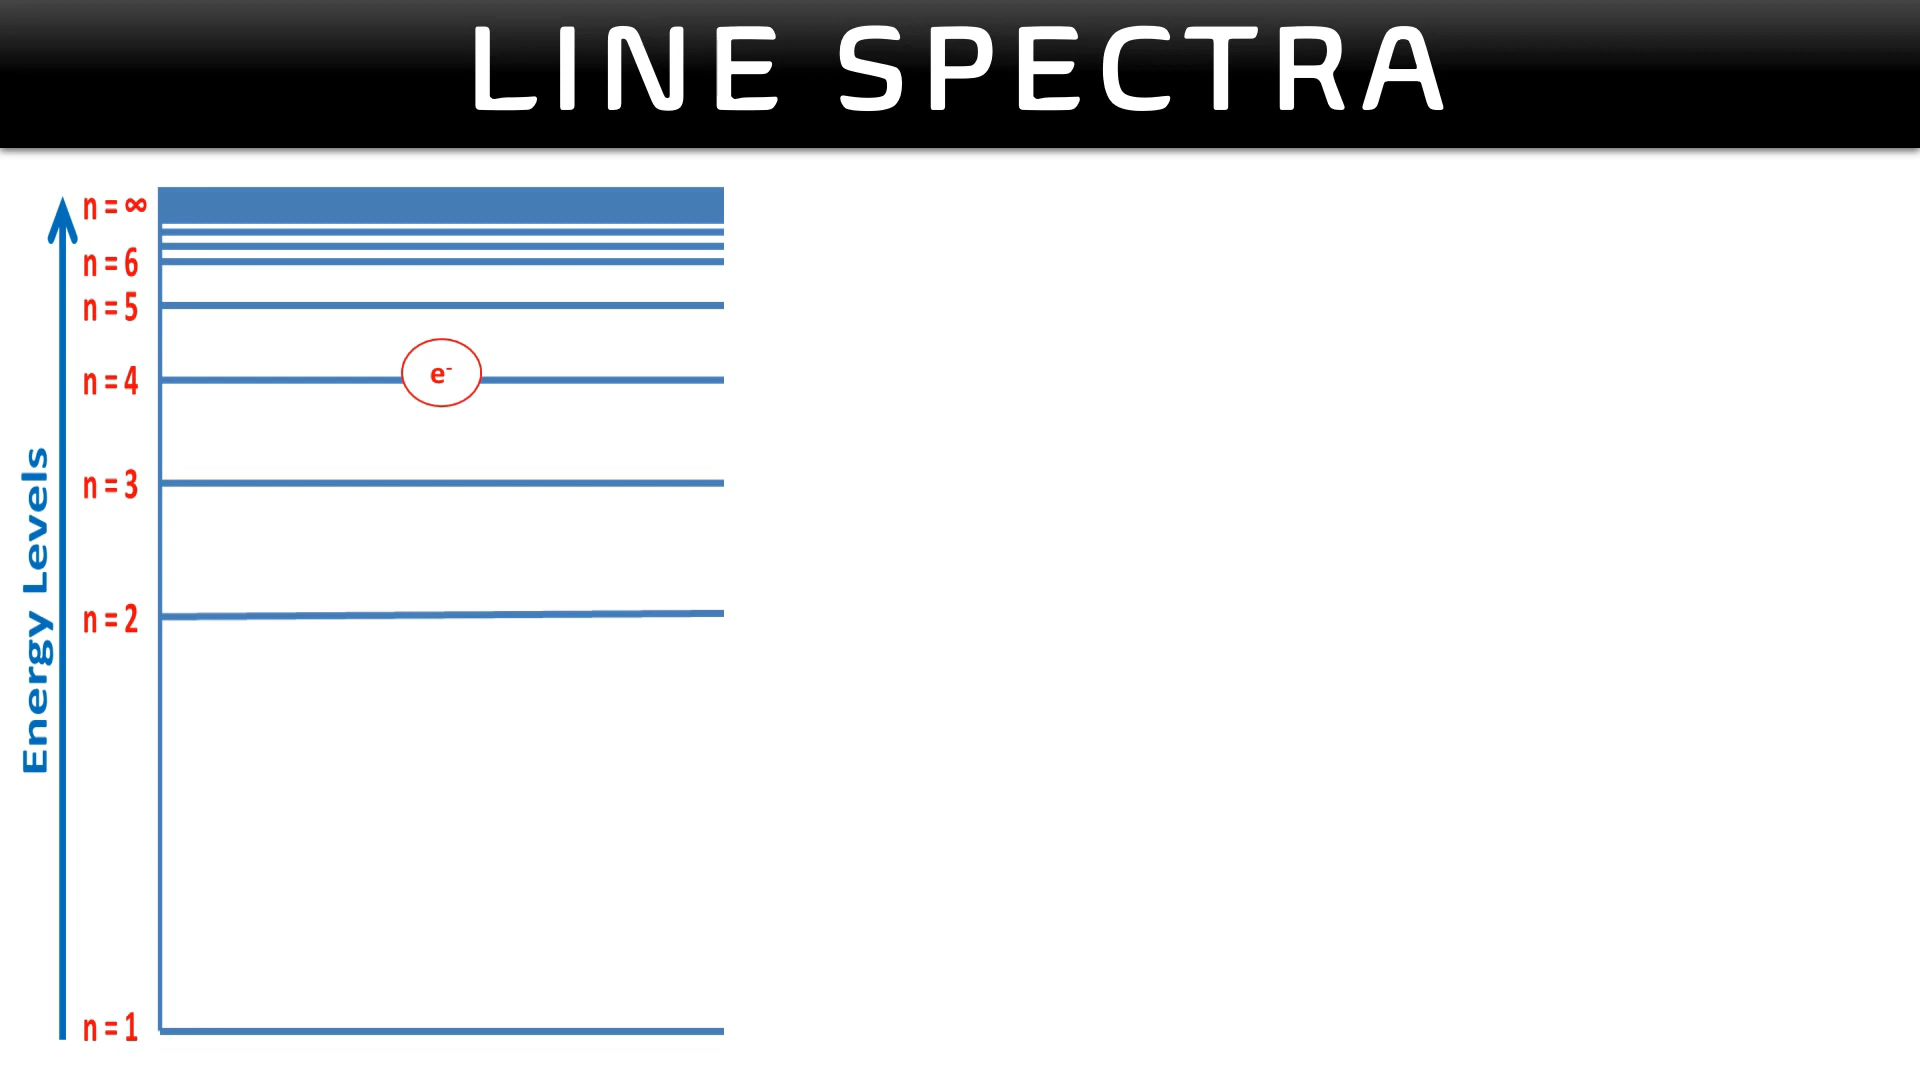 LINE SPECTRA
n = ∞
n = 6
n = 5
n = 4
e⁻
n = 3
n = 2
n = 1
Energy Levels